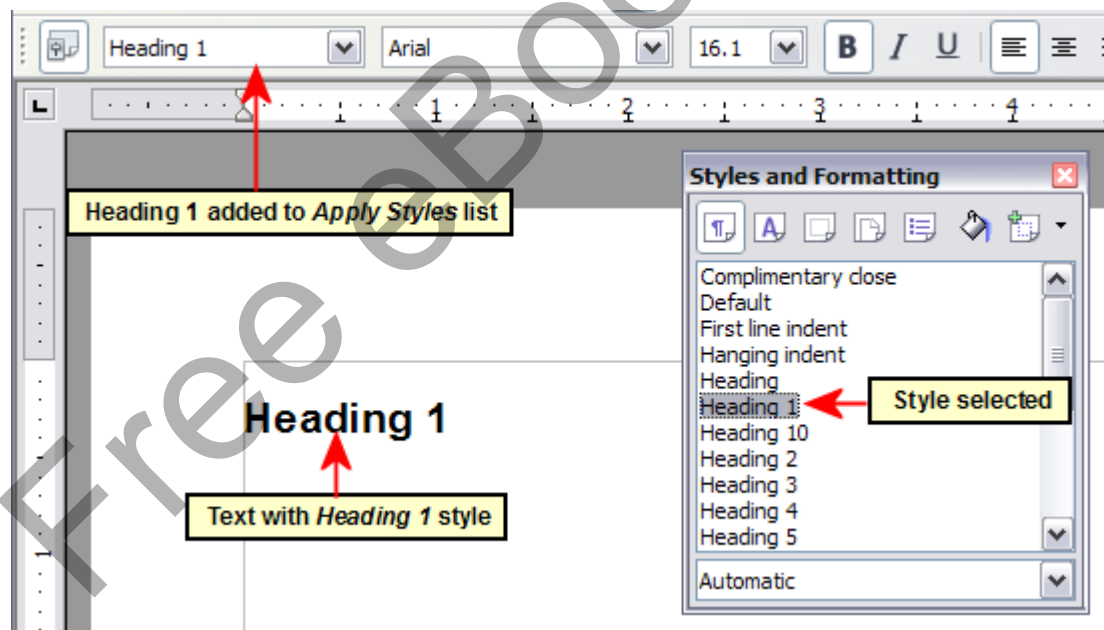 Heading 1 Arial 16.1 B I U
L 1 2 3 4
Styles and Formatting
Heading 1 added to Apply Styles list
Complimentary close
Default
First line indent
Hanging indent
Heading
Heading 1 Style selected
Heading 10
Heading 2
Heading 3
Heading 4
Heading 5
Automatic
Heading 1
Text with Heading 1 style
1
Free eBoo